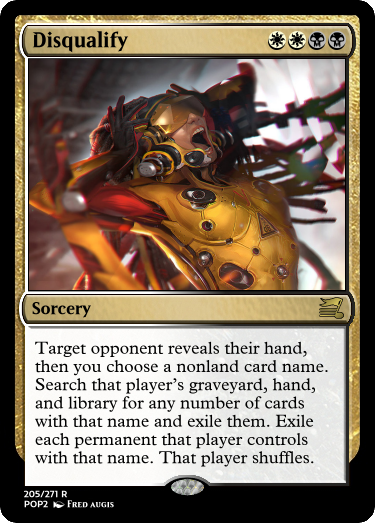 Disqualify
Sorcery
Target opponent reveals their hand,
then you choose a nonland card name.
Search that player's graveyard, hand,
and library for any number of cards
with that name and exile them. Exile
each permanent that player controls
with that name. That player shuffles.
205/271 R
POP2 Fred augis